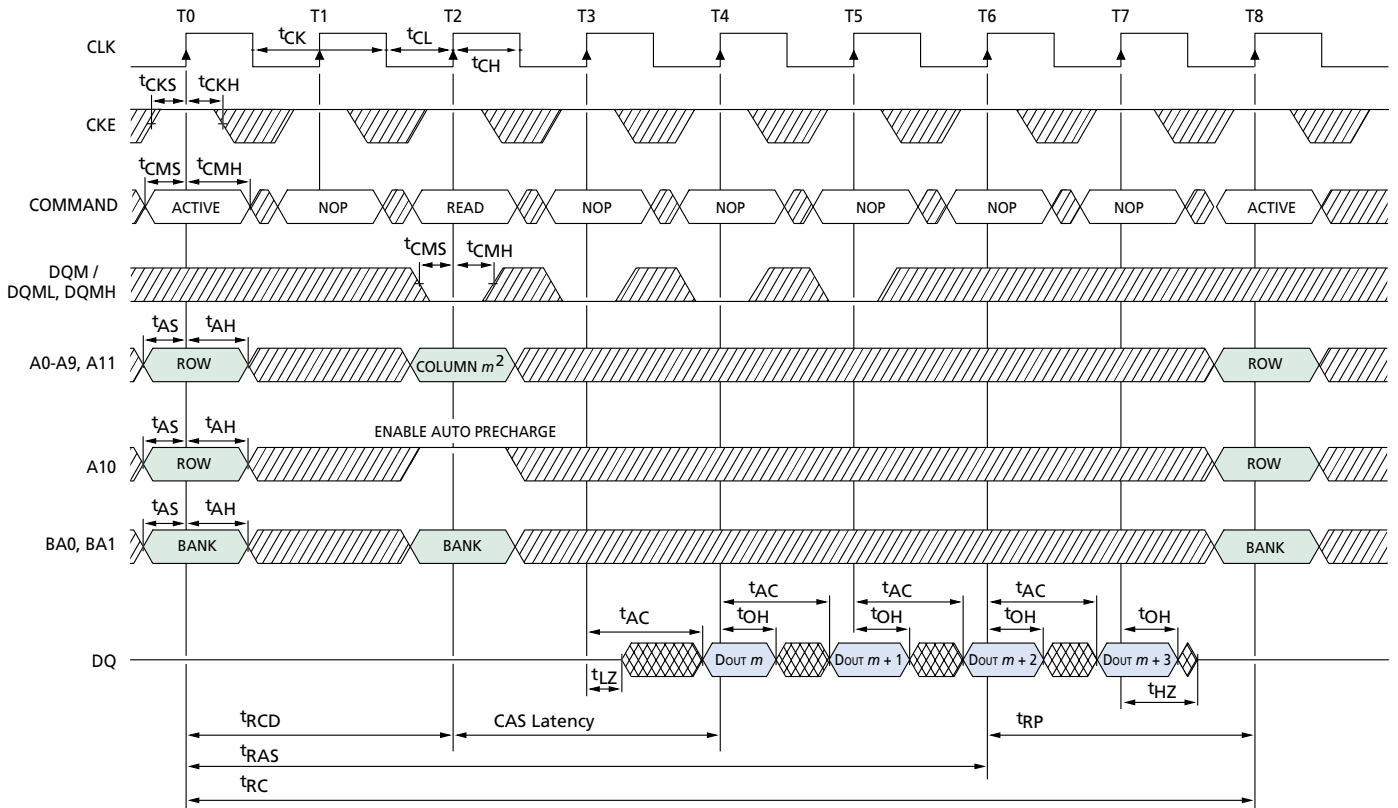 T0 T1 T2 T3 T4 T5 T6 T7 T8
CLK
tCK tCL
tCH
tCKS tCKH
CKE
tCMS tCMH
COMMAND ACTIVE NOP READ NOP NOP NOP NOP NOP ACTIVE
tCMS tCMH
DQM /
DQML, DQMH
tAS tAH
A0-A9, A11 ROW COLUMN m2 ROW
tAS tAH ENABLE AUTO PRECHARGE
A10 ROW ROW
tAS tAH
BA0, BA1 BANK BANK BANK
tAC tAC tAC tAC
tOH tOH tOH tOH
DQ DOUT m DOUT m + 1 DOUT m + 2 DOUT m + 3
tLZ tHZ
tRCD CAS Latency tRP
tRAS
tRC